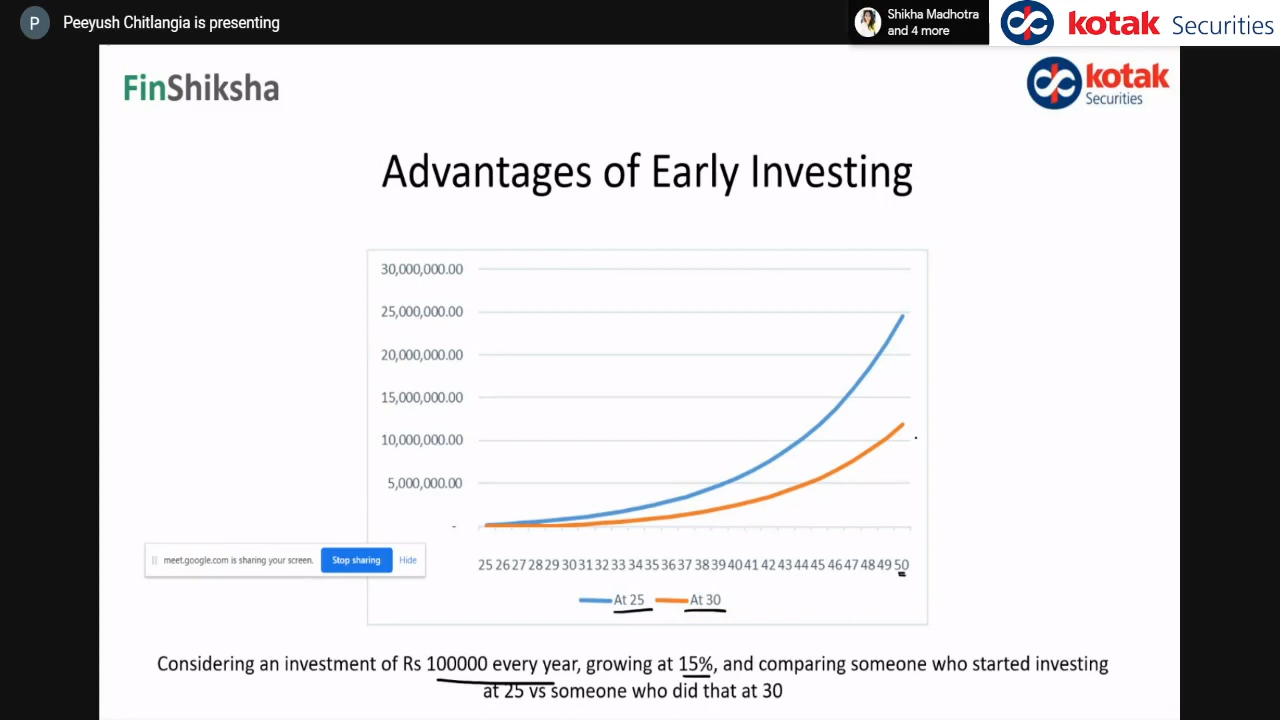 P Peeyush Chitlangia is presenting
Shikha Madhotra
and 4 more
kotak Securities
FinShiksha
kotak
Securities
Advantages of Early Investing
30,000,000.00
25,000,000.00
20,000,000.00
15,000,000.00
10,000,000.00
5,000,000.00
-
meet.google.com is sharing your screen. Stop sharing Hide
25 26 27 28 29 30 31 32 33 34 35 36 37 38 39 40 41 42 43 44 45 46 47 48 49 50
At 25 At 30
Considering an investment of Rs 100000 every year, growing at 15%, and comparing someone who started investing
at 25 vs someone who did that at 30